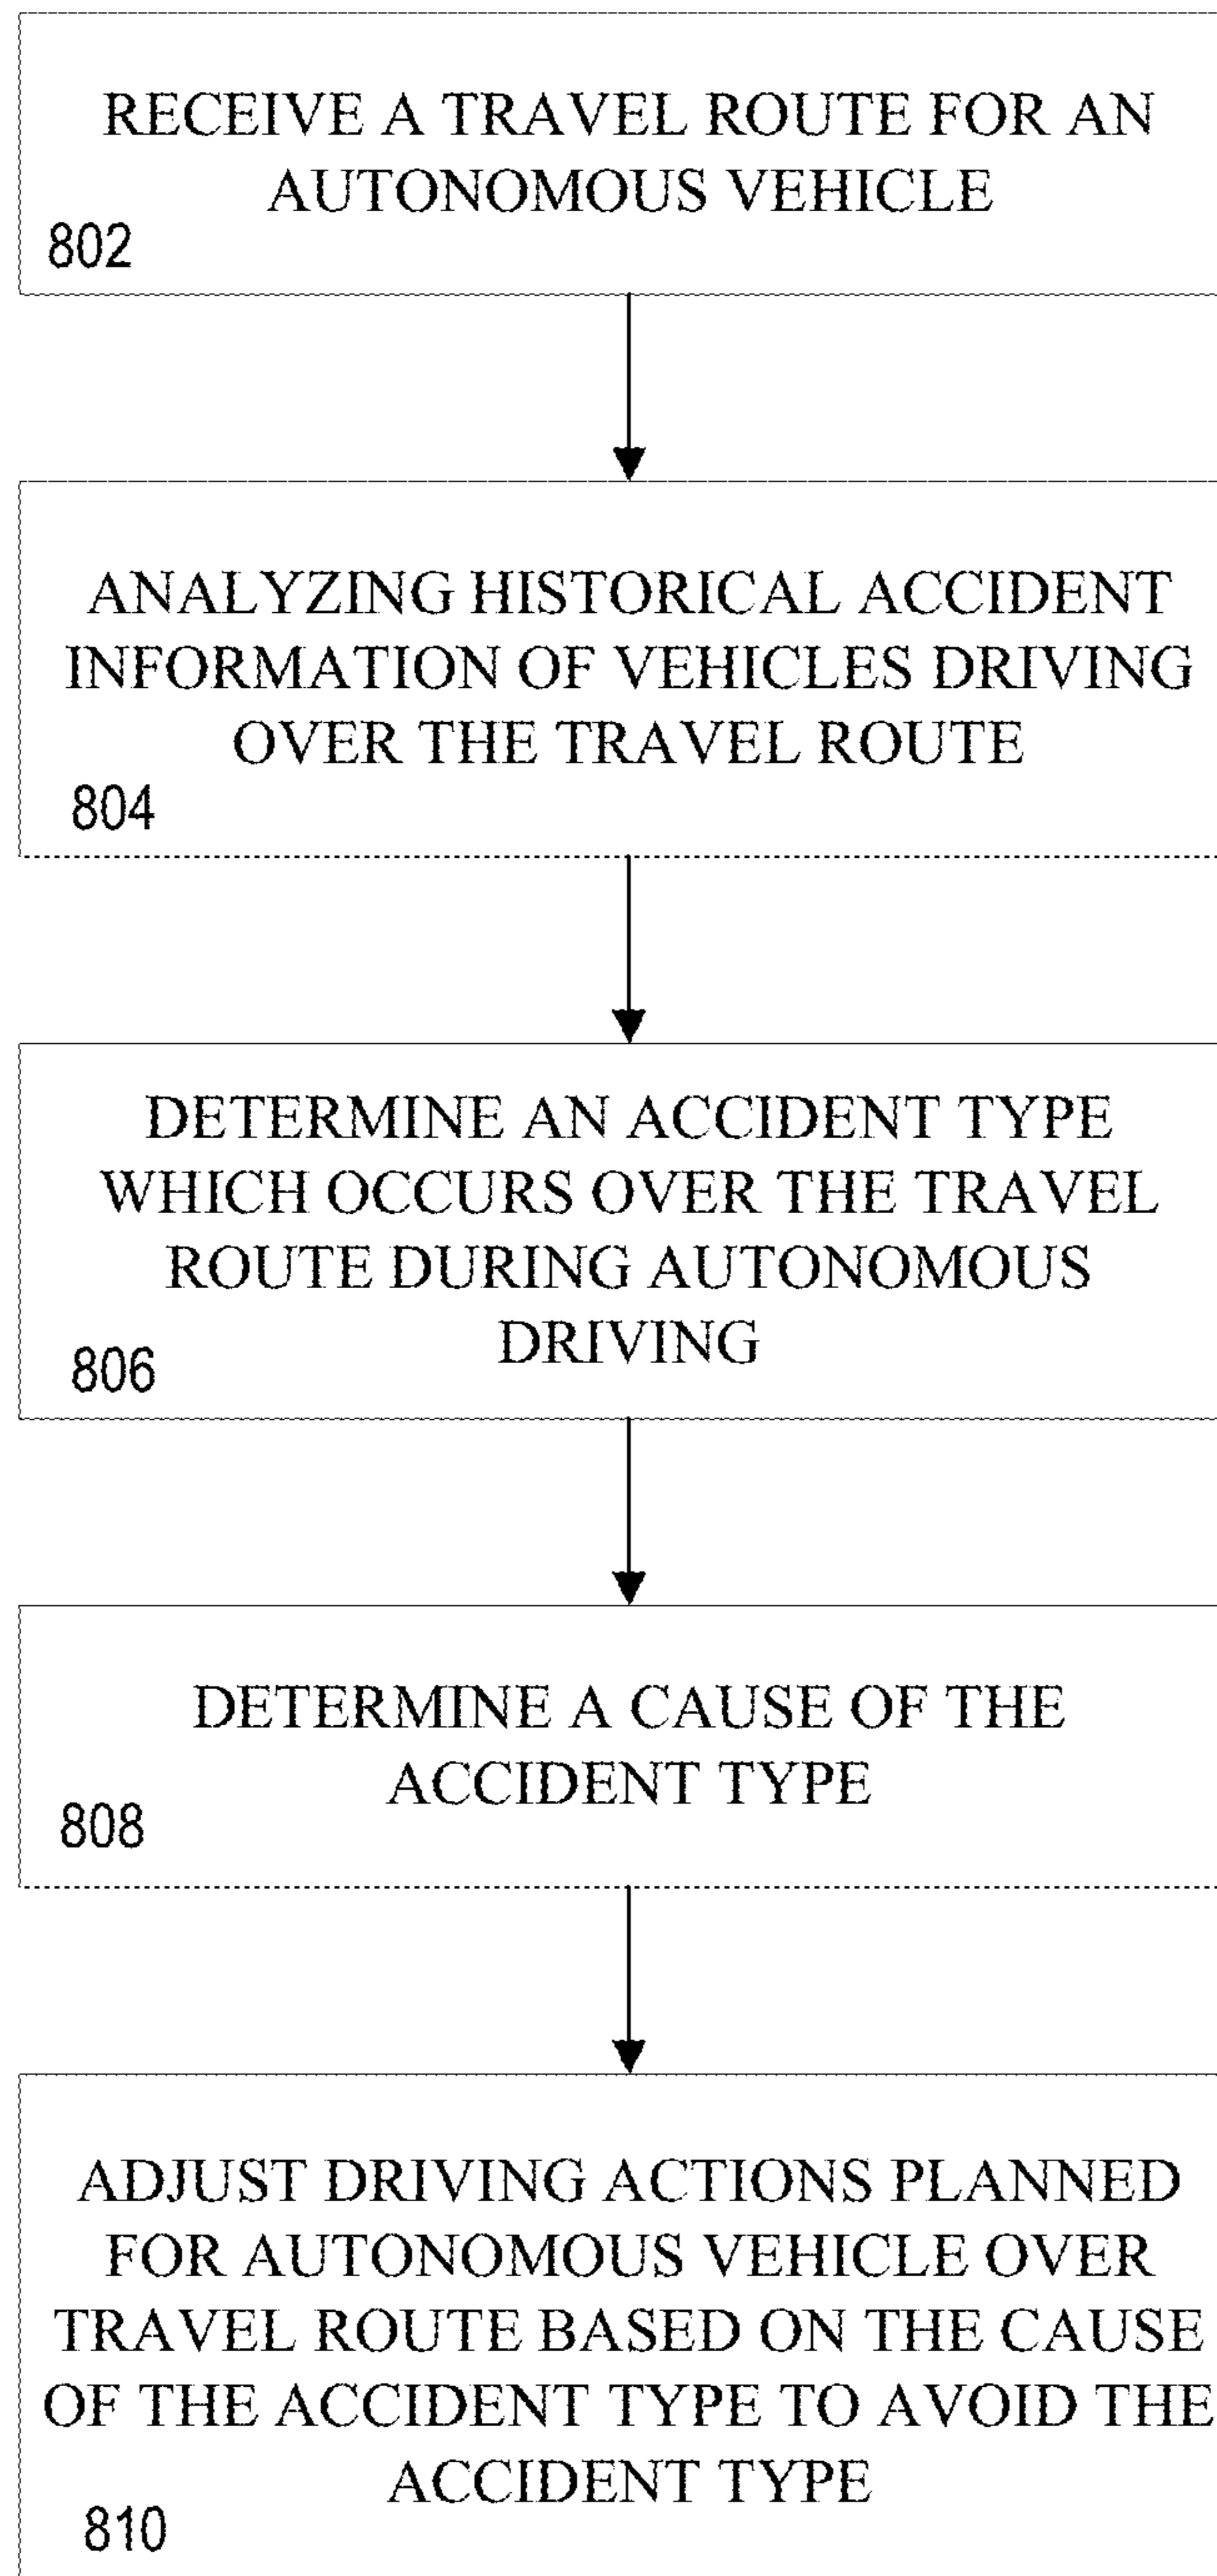 RECEIVE A TRAVEL ROUTE FOR AN
AUTONOMOUS VEHICLE
802
ANALYZING HISTORICAL ACCIDENT
INFORMATION OF VEHICLES DRIVING
OVER THE TRAVEL ROUTE
804
DETERMINE AN ACCIDENT TYPE
WHICH OCCURS OVER THE TRAVEL
ROUTE DURING AUTONOMOUS
DRIVING
806
DETERMINE A CAUSE OF THE
ACCIDENT TYPE
808
ADJUST DRIVING ACTIONS PLANNED
FOR AUTONOMOUS VEHICLE OVER
TRAVEL ROUTE BASED ON THE CAUSE
OF THE ACCIDENT TYPE TO AVOID THE
ACCIDENT TYPE
810